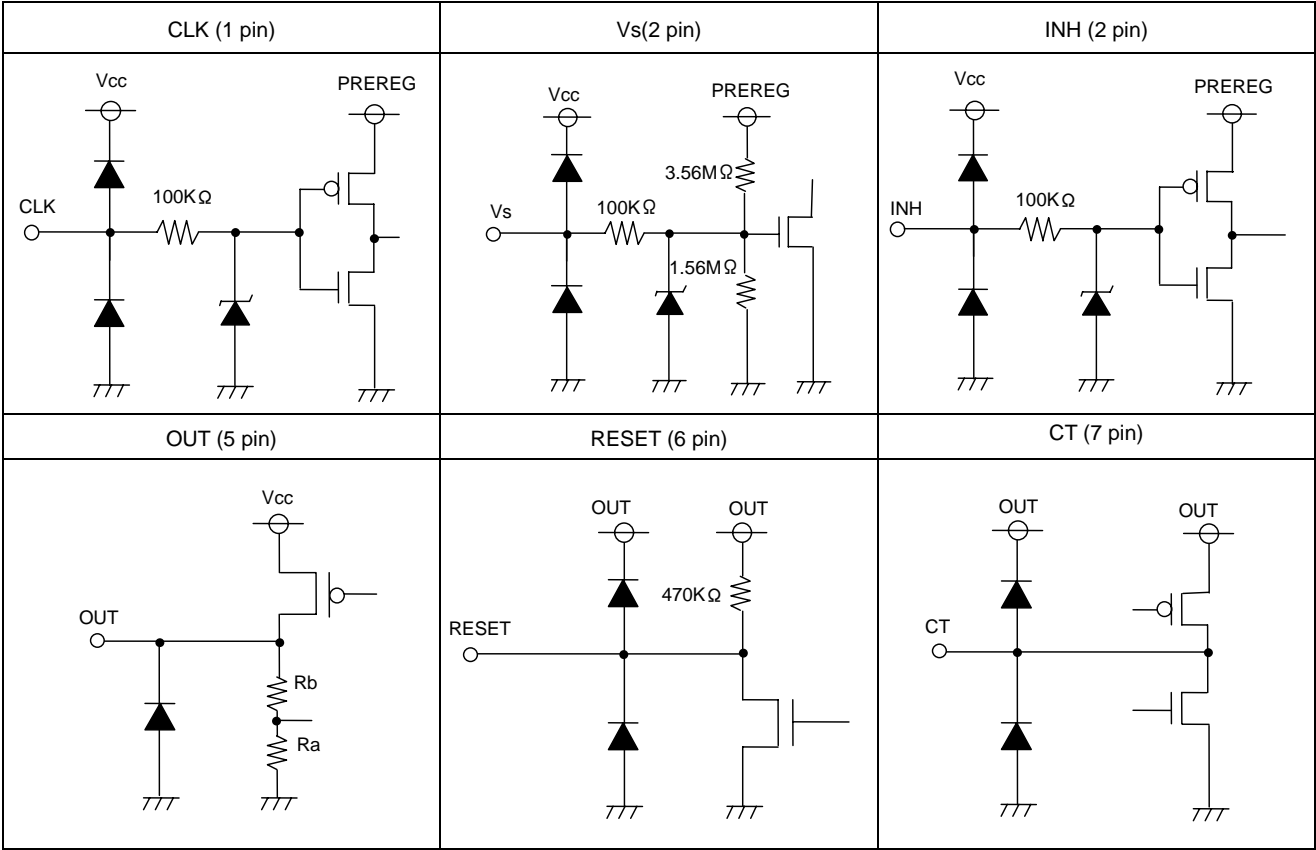 CLK (1 pin)
Vs(2 pin)
INH (2 pin)
Vcc
PREREG
CLK
100KΩ
Vcc
PREREG
3.56MΩ
Vs
100KΩ
1.56MΩ
Vcc
PREREG
INH
100KΩ
OUT (5 pin)
RESET (6 pin)
CT (7 pin)
Vcc
OUT
Rb
Ra
OUT
OUT
470KΩ
RESET
OUT
OUT
CT